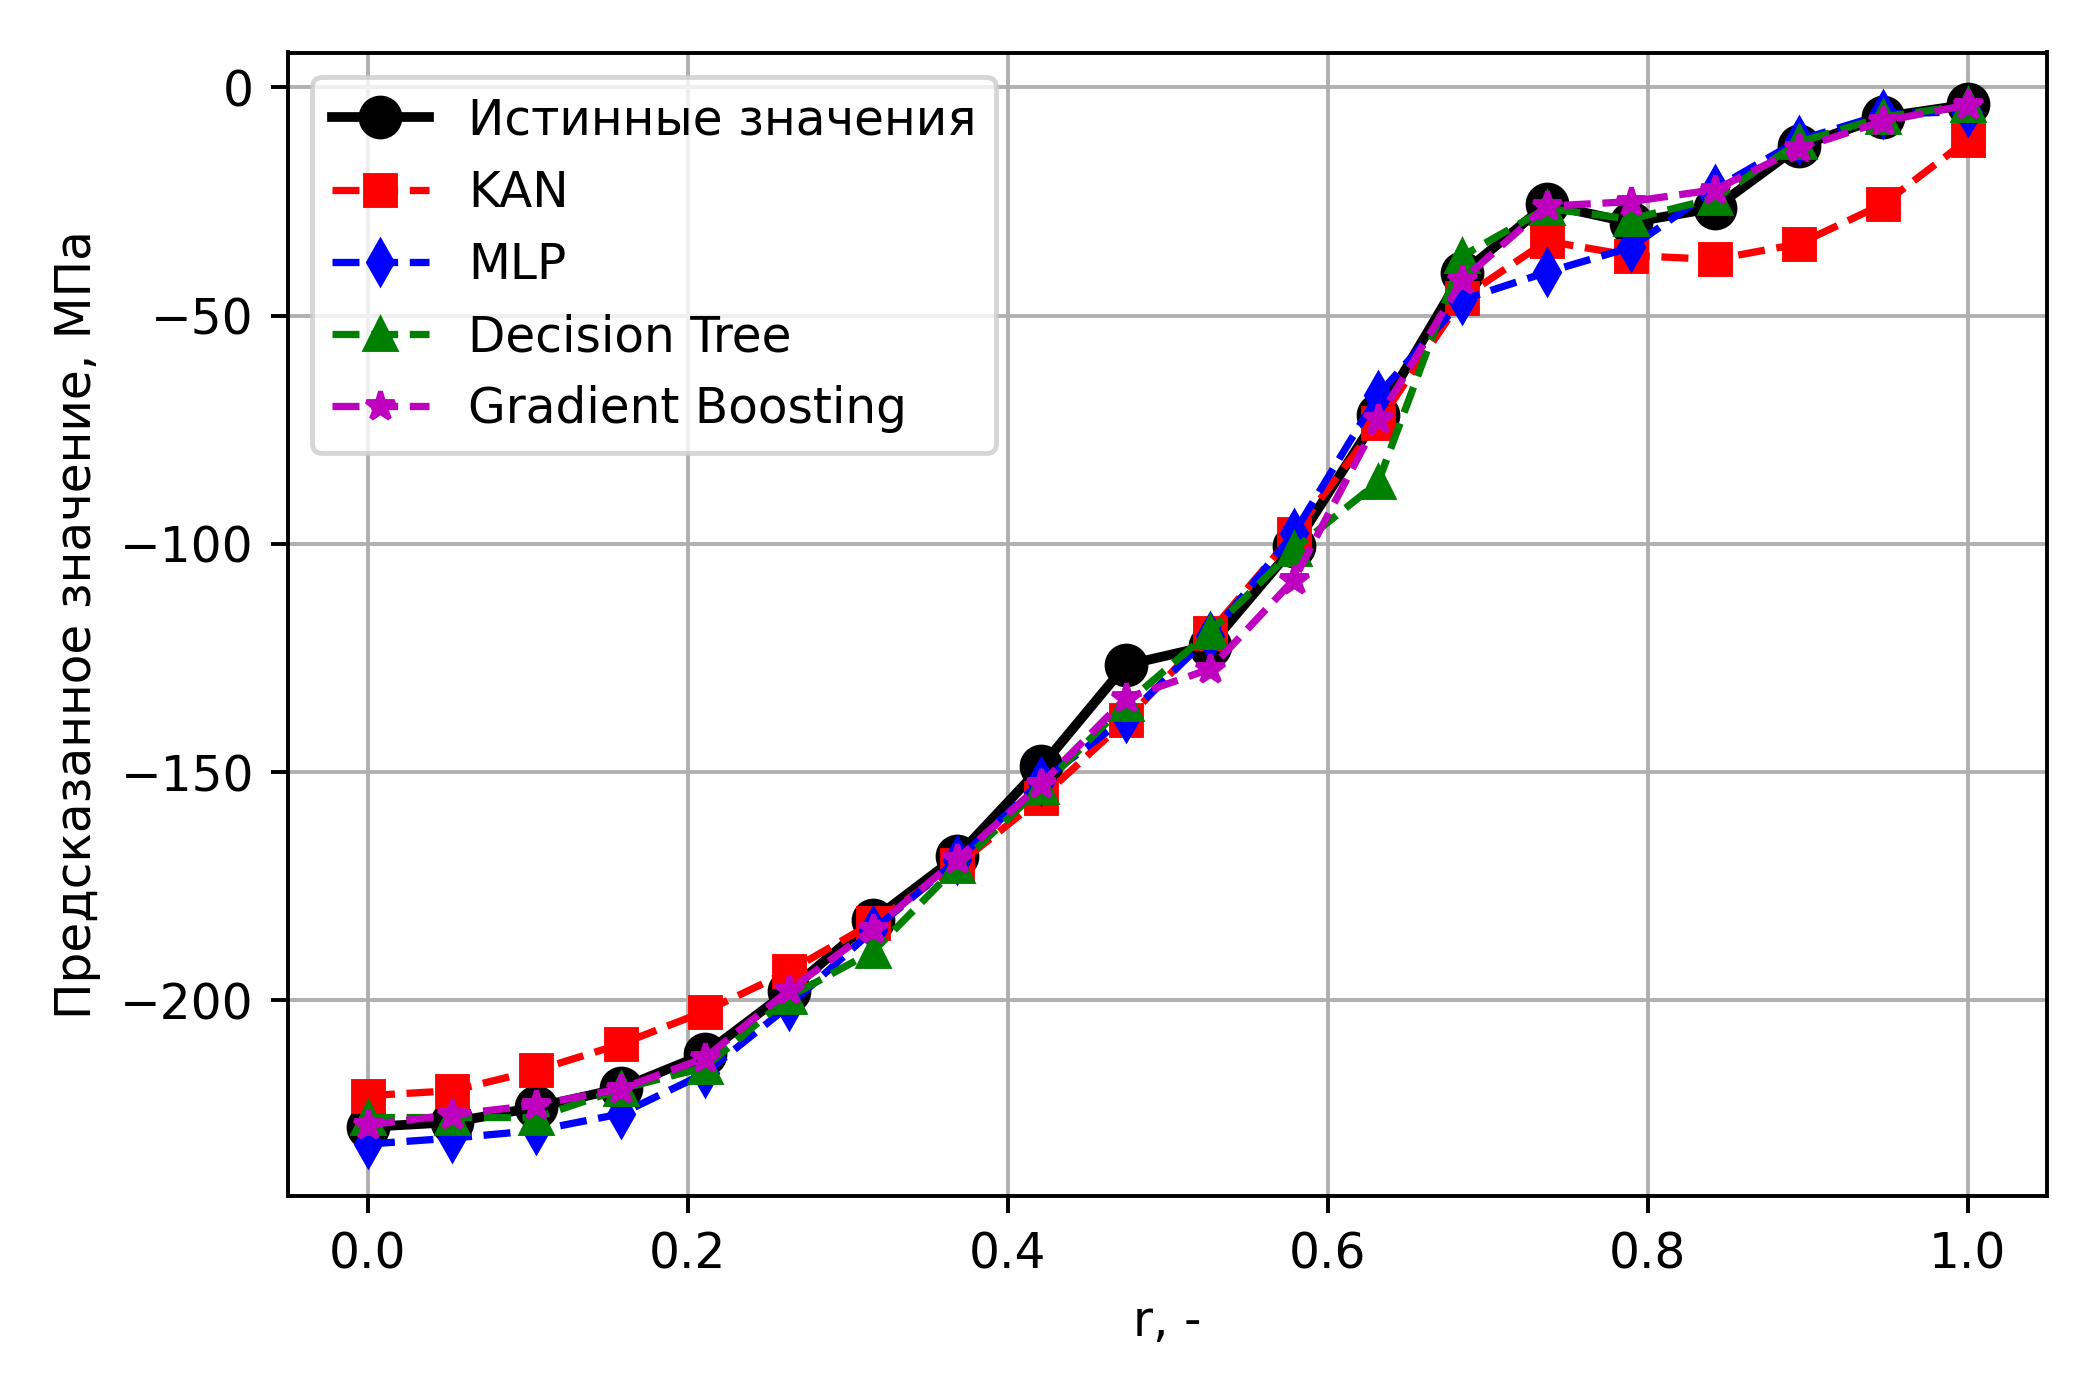 Истинные значения
KAN
MLP
Decision Tree
Gradient Boosting
Предсказанное значение, МПа
0
−50
−100
−150
−200
0.0 0.2 0.4 0.6 0.8 1.0
r, -